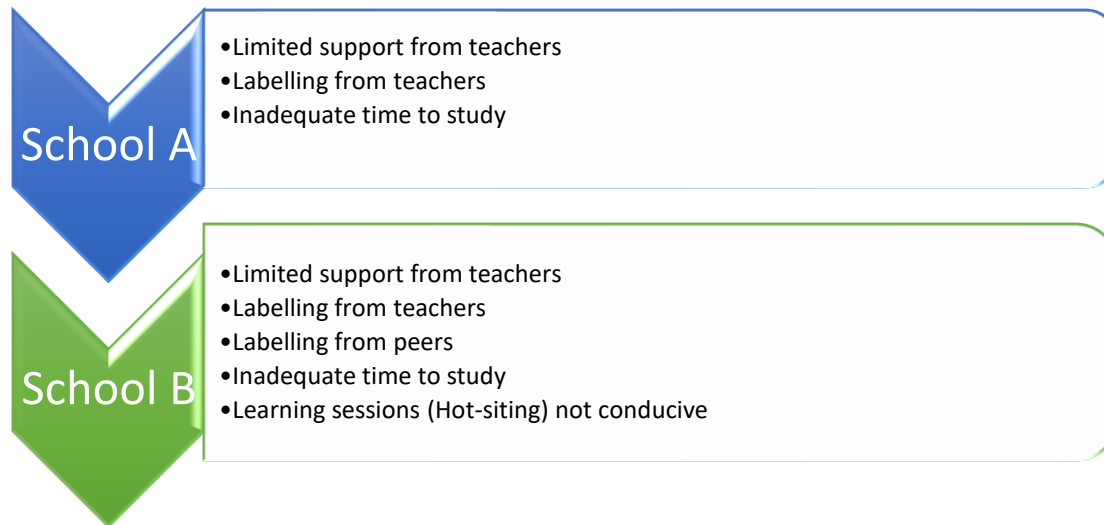 School A
•Limited support from teachers
•Labelling from teachers
•Inadequate time to study
School B
•Limited support from teachers
•Labelling from teachers
•Labelling from peers
•Inadequate time to study
•Learning sessions (Hot-siting) not conducive